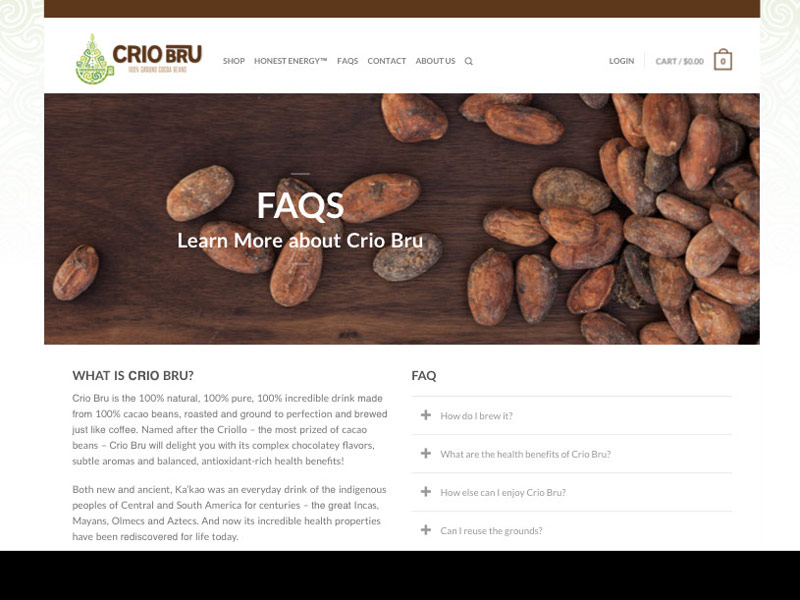 CRIO BRU
100% GROUND COCOA BEANS
SHOP HONEST ENERGY™ FAQS CONTACT ABOUT US
LOGIN CART / $0.00 0
FAQS
Learn More about Crio Bru
WHAT IS CRIO BRU?
Crio Bru is the 100% natural, 100% pure, 100% incredible drink made
from 100% cacao beans, roasted and ground to perfection and brewed
just like coffee. Named after the Criollo – the most prized of cacao
beans – Crio Bru will delight you with its complex chocolatey flavors,
subtle aromas and balanced, antioxidant-rich health benefits!
Both new and ancient, Ka'kao was an everyday drink of the indigenous
peoples of Central and South America for centuries – the great Incas,
Mayans, Olmecs and Aztecs. And now its incredible health properties
have been rediscovered for life today.
FAQ
How do I brew it?
What are the health benefits of Crio Bru?
How else can I enjoy Crio Bru?
Can I reuse the grounds?